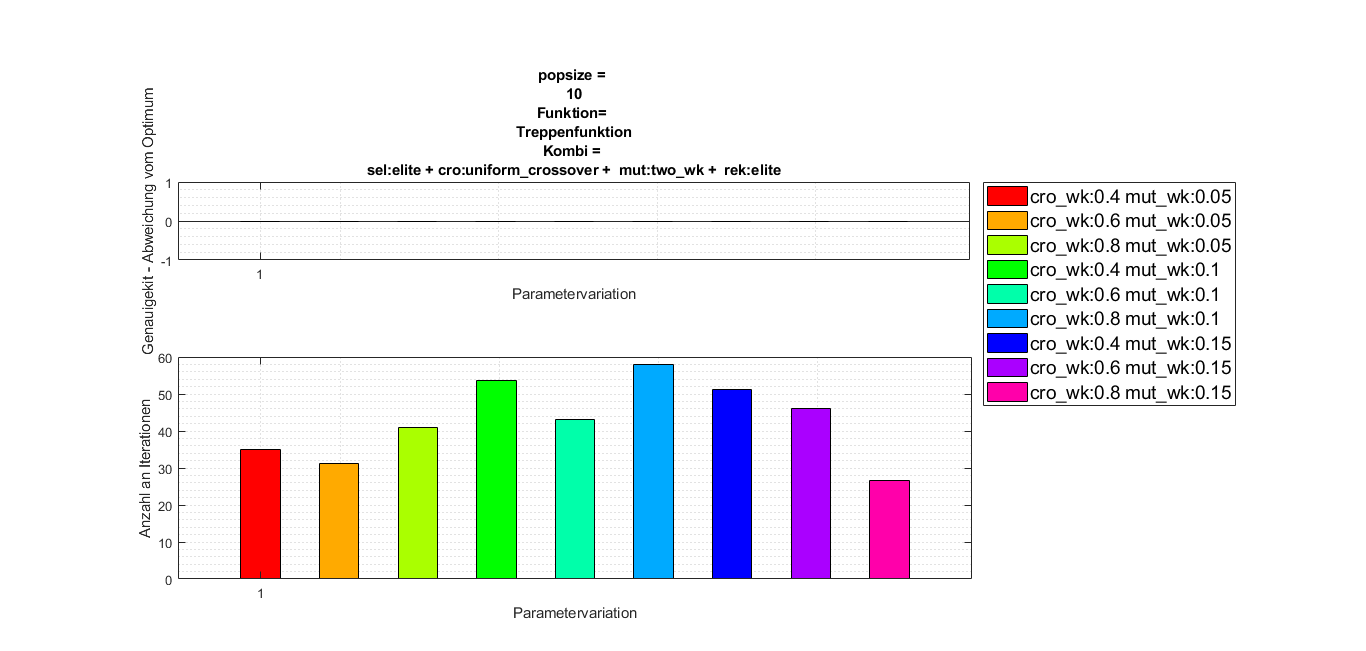 popsize =
10
Funktion=
Treppenfunktion
Kombi =
sel:elite + cro:uniform_crossover + mut:two_wk + rek:elite
Genauigekit - Abweichung vom Optimum
1
0
-1
1
Parametervariation
cro_wk:0.4 mut_wk:0.05
cro_wk:0.6 mut_wk:0.05
cro_wk:0.8 mut_wk:0.05
cro_wk:0.4 mut_wk:0.1
cro_wk:0.6 mut_wk:0.1
cro_wk:0.8 mut_wk:0.1
cro_wk:0.4 mut_wk:0.15
cro_wk:0.6 mut_wk:0.15
cro_wk:0.8 mut_wk:0.15
Anzahl an Iterationen
60
50
40
30
20
10
0
1
Parametervariation